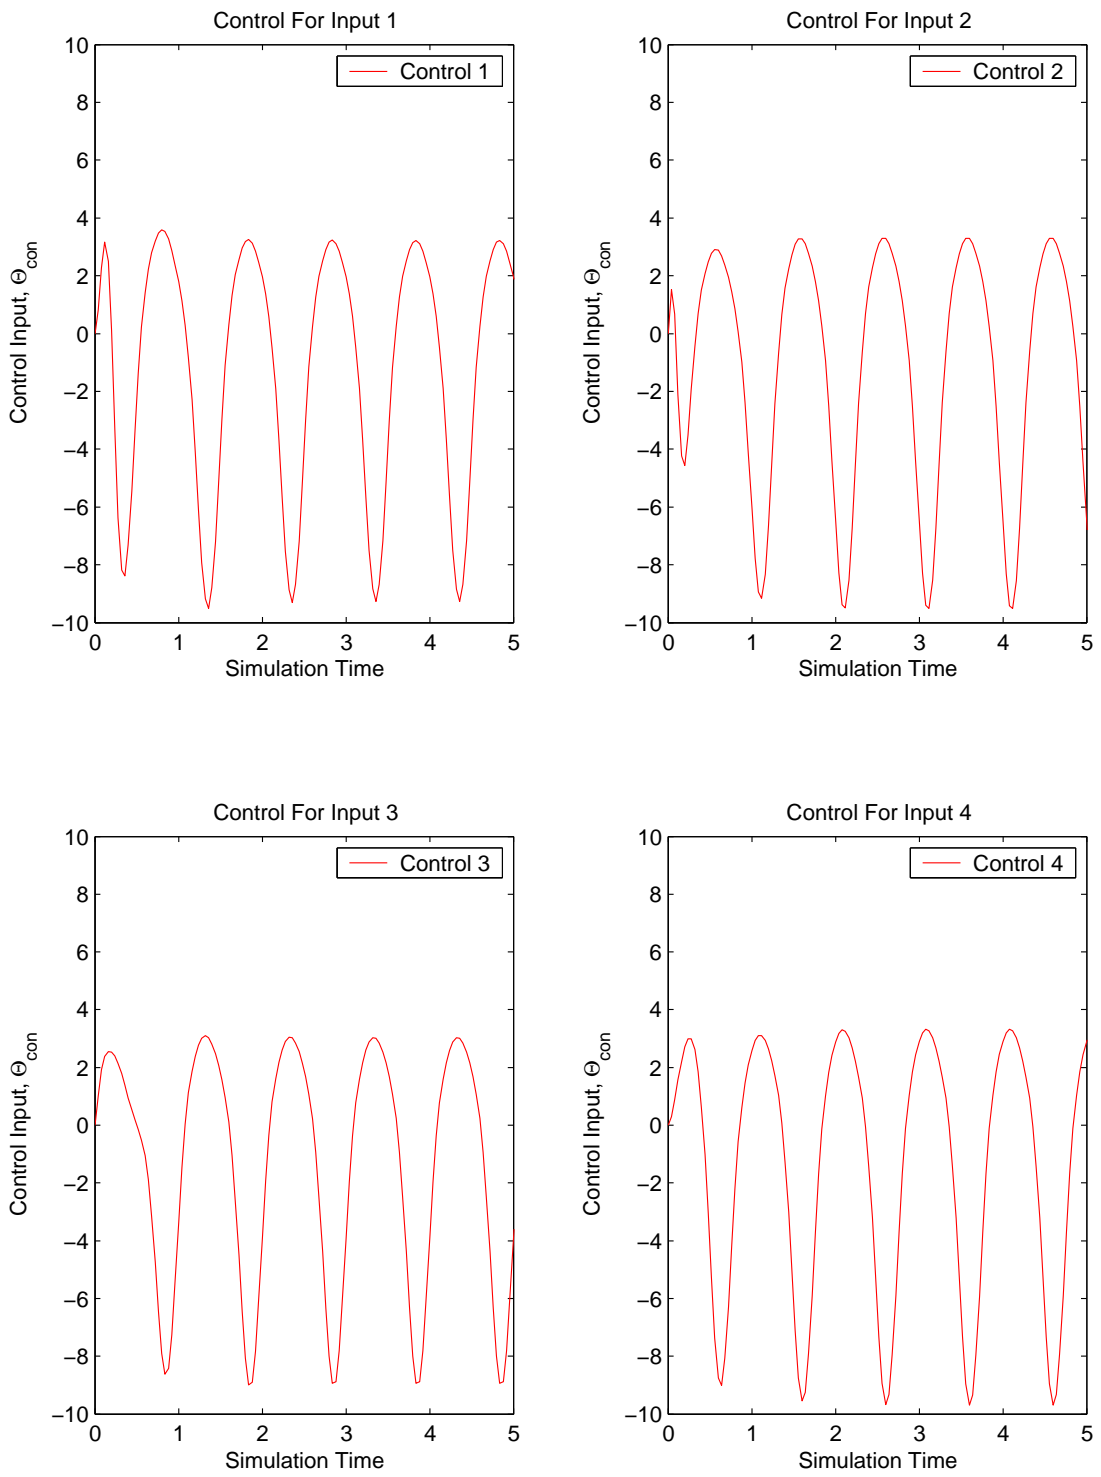 Control For Input 1
10
8
6
4
2
0
−2
−4
−6
−8
−10
Control Input, Θcon
0 1 2 3 4 5
Simulation Time
Control 1
Control For Input 2
10
8
6
4
2
0
−2
−4
−6
−8
−10
Control Input, Θcon
0 1 2 3 4 5
Simulation Time
Control 2
Control For Input 3
10
8
6
4
2
0
−2
−4
−6
−8
−10
Control Input, Θcon
0 1 2 3 4 5
Simulation Time
Control 3
Control For Input 4
10
8
6
4
2
0
−2
−4
−6
−8
−10
Control Input, Θcon
0 1 2 3 4 5
Simulation Time
Control 4